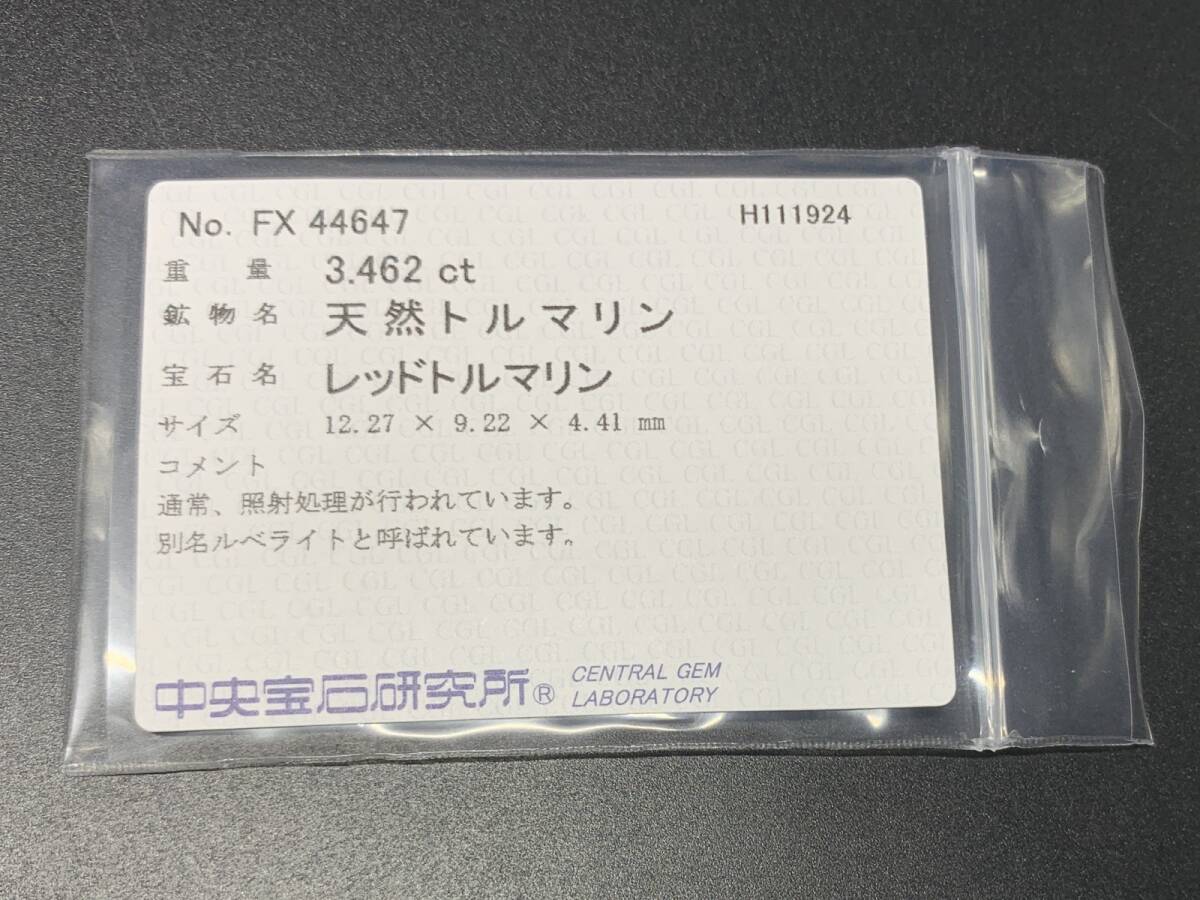 No. FX 44647 H111924
重量 3.462 ct
鉱物名 天然トルマリン
宝石名 レッドトルマリン
サイズ 12.27 × 9.22 × 4.41 mm
コメント
通常、照射処理が行われています。
別名ルベライトと呼ばれています。
中央宝石研究所® CENTRAL GEM
LABORATORY